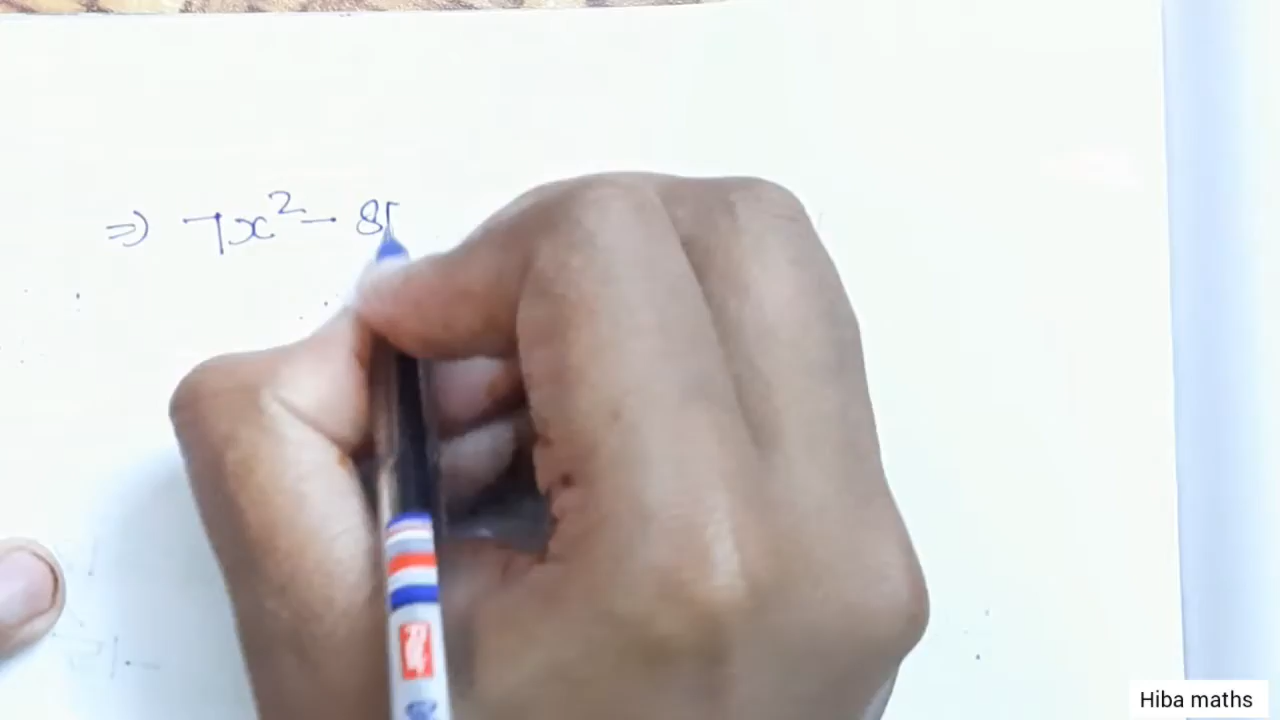 ⇒ 7x² - 8
Hiba maths